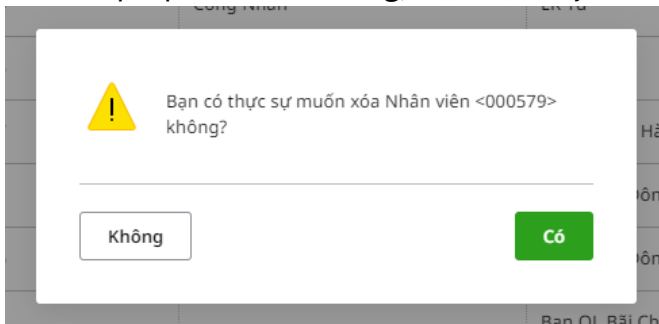 Bạn có thực sự muốn xóa Nhân viên <000579>
không?
Không
Có